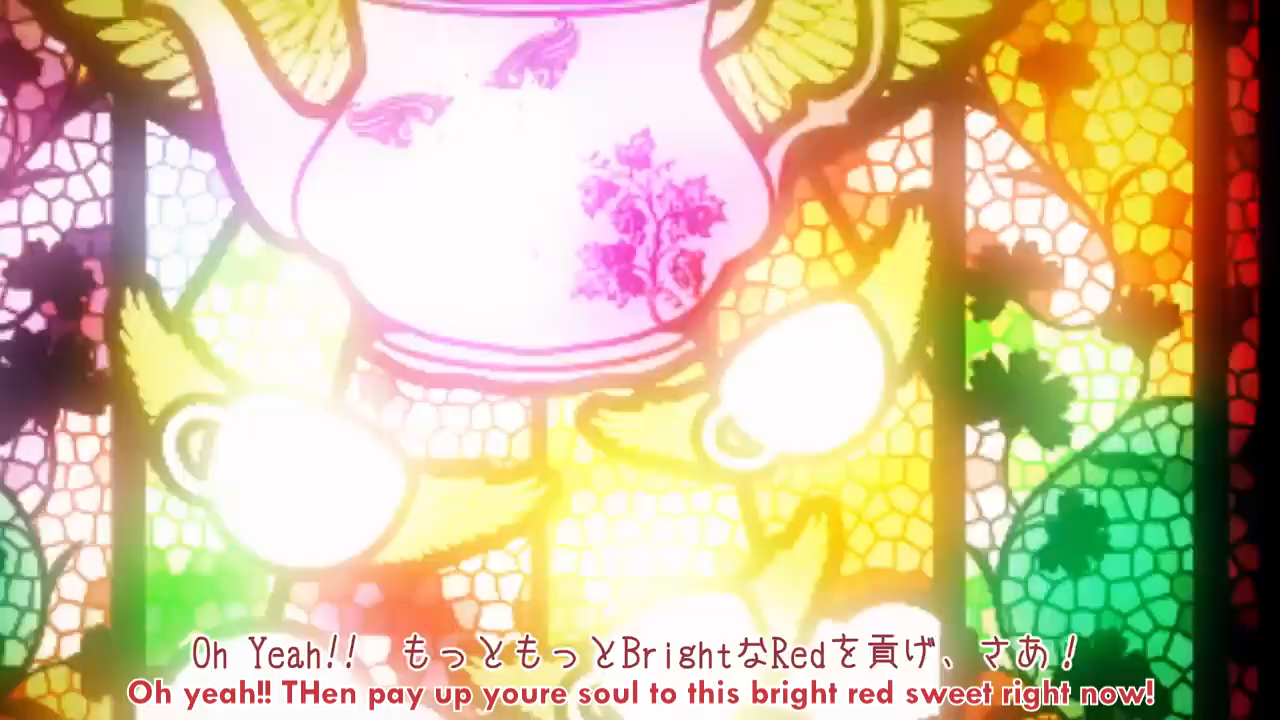 Oh Yeah!!　もっともっとBrightなRedを貢げ、さあ！
Oh yeah!! THen pay up youre soul to this bright red sweet right now!